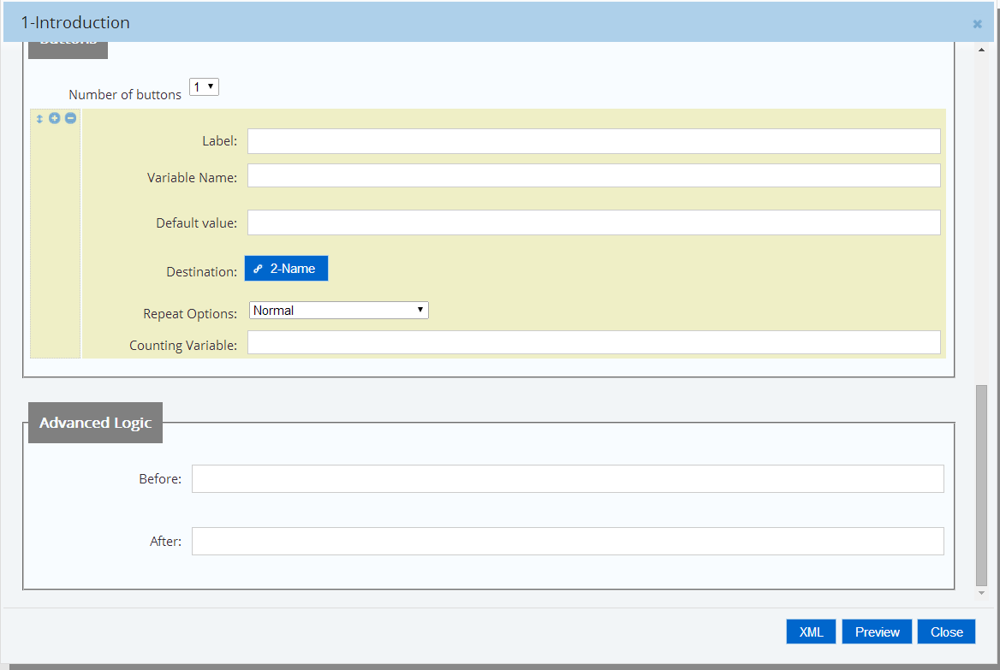 1-Introduction
Buttons
Number of buttons 1
Label:
Variable Name:
Default value:
Destination: 2-Name
Repeat Options: Normal
Counting Variable:
Advanced Logic
Before:
After:
XML Preview Close